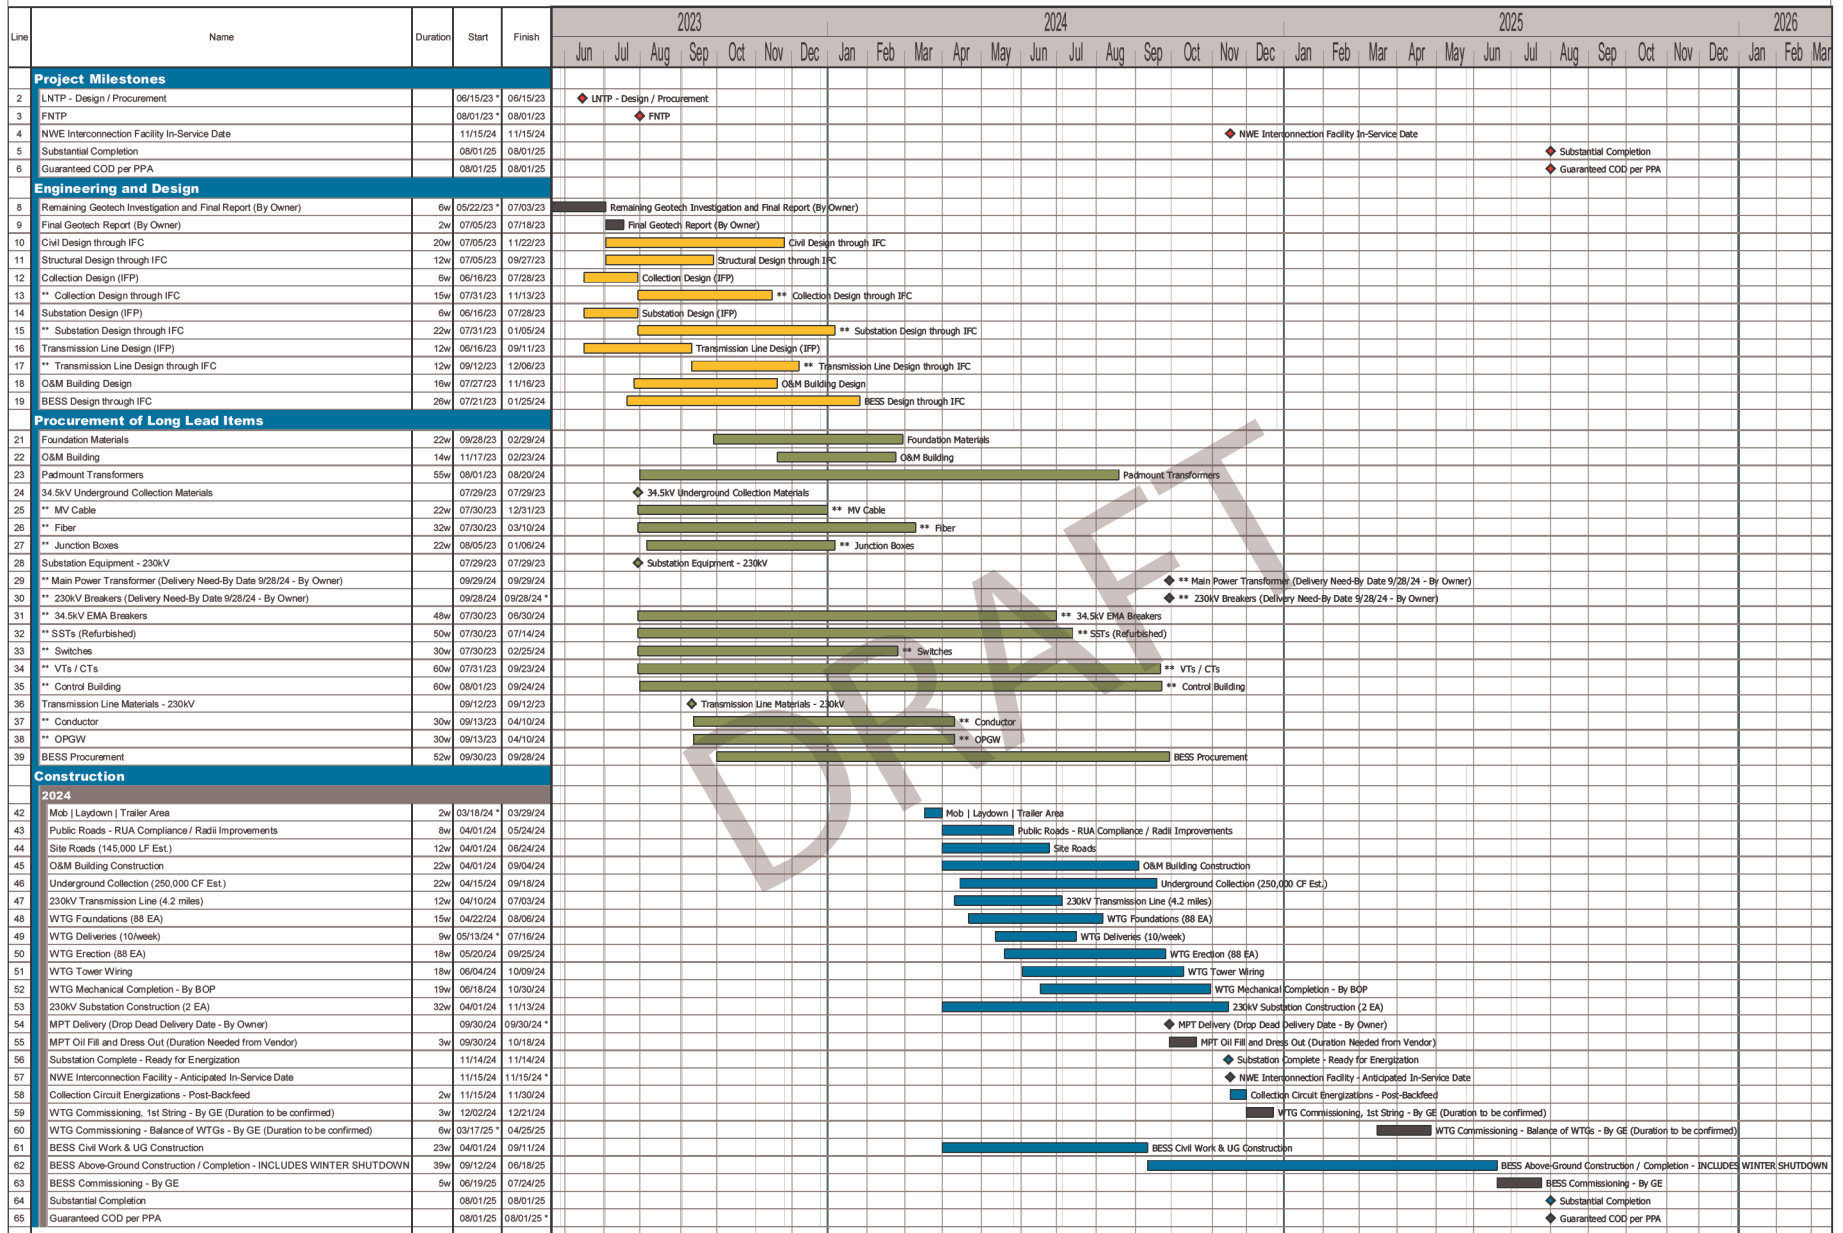 2023 2024 2025 2026
Line Name Duration Start Finish Jun Jul Aug Sep Oct Nov Dec Jan Feb Mar Apr May Jun Jul Aug Sep Oct Nov Dec Jan Feb Mar Apr May Jun Jul Aug Sep Oct Nov Dec Jan Feb Mar
Project Milestones
2 LNTP - Design / Procurement 06/15/23 * 06/15/23 LNTP - Design / Procurement
3 FNTP 08/01/23 * 08/01/23 FNTP
4 NWE Interconnection Facility In-Service Date 11/15/24 11/15/24 NWE Interconnection Facility In-Service Date
5 Substantial Completion 08/01/25 08/01/25 Substantial Completion
6 Guaranteed COD per PPA 08/01/25 08/01/25 Guaranteed COD per PPA
Engineering and Design
8 Remaining Geotech Investigation and Final Report (By Owner) 6w 05/22/23 * 07/03/23 Remaining Geotech Investigation and Final Report (By Owner)
9 Final Geotech Report (By Owner) 2w 07/05/23 07/18/23 Final Geotech Report (By Owner)
10 Civil Design through IFC 20w 07/05/23 11/22/23 Civil Design through IFC
11 Structural Design through IFC 12w 07/05/23 09/27/23 Structural Design through IFC
12 Collection Design (IFP) 6w 06/16/23 07/28/23 Collection Design (IFP)
13 ** Collection Design through IFC 15w 07/31/23 11/13/23 ** Collection Design through IFC
14 Substation Design (IFP) 6w 06/16/23 07/28/23 Substation Design (IFP)
15 ** Substation Design through IFC 22w 07/31/23 01/05/24 ** Substation Design through IFC
16 Transmission Line Design (IFP) 12w 06/16/23 09/11/23 Transmission Line Design (IFP)
17 ** Transmission Line Design through IFC 12w 09/12/23 12/06/23 ** Transmission Line Design through IFC
18 O&M Building Design 16w 07/27/23 11/16/23 O&M Building Design
19 BESS Design through IFC 26w 07/21/23 01/25/24 BESS Design through IFC
Procurement of Long Lead Items
21 Foundation Materials 22w 09/28/23 02/29/24 Foundation Materials
22 O&M Building 14w 11/17/23 02/23/24 O&M Building
23 Padmount Transformers 55w 08/01/23 08/20/24 Padmount Transformers
24 34.5kV Underground Collection Materials 07/29/23 07/29/23 34.5kV Underground Collection Materials
25 ** MV Cable 22w 07/30/23 12/31/23 ** MV Cable
26 ** Fiber 32w 07/30/23 03/10/24 ** Fiber
27 ** Junction Boxes 22w 08/05/23 01/06/24 ** Junction Boxes
28 Substation Equipment - 230kV 07/29/23 07/29/23 Substation Equipment - 230kV
29 ** Main Power Transformer (Delivery Need-By Date 9/28/24 - By Owner) 09/29/24 09/29/24 ** Main Power Transformer (Delivery Need-By Date 9/28/24 - By Owner)
30 ** 230kV Breakers (Delivery Need-By Date 9/28/24 - By Owner) 09/28/24 09/28/24 * ** 230kV Breakers (Delivery Need-By Date 9/28/24 - By Owner)
31 ** 34.5kV EMA Breakers 48w 07/30/23 06/30/24 ** 34.5kV EMA Breakers
32 ** SSTs (Refurbished) 50w 07/30/23 07/14/24 ** SSTs (Refurbished)
33 ** Switches 30w 07/30/23 02/25/24 ** Switches
34 ** VTs / CTs 60w 07/31/23 09/23/24 ** VTs / CTs
35 ** Control Building 60w 08/01/23 09/24/24 ** Control Building
36 Transmission Line Materials - 230kV 09/12/23 09/12/23 Transmission Line Materials - 230kV
37 ** Conductor 30w 09/13/23 04/10/24 ** Conductor
38 ** OPGW 30w 09/13/23 04/10/24 ** OPGW
39 BESS Procurement 52w 09/30/23 09/28/24 BESS Procurement
Construction
2024
42 Mob | Laydown | Trailer Area 2w 03/18/24 * 03/29/24 Mob | Laydown | Trailer Area
43 Public Roads - RUA Compliance / Radii Improvements 8w 04/01/24 05/24/24 Public Roads - RUA Compliance / Radii Improvements
44 Site Roads (145,000 LF Est.) 12w 04/01/24 06/24/24 Site Roads
45 O&M Building Construction 22w 04/01/24 09/04/24 O&M Building Construction
46 Underground Collection (250,000 CF Est.) 22w 04/15/24 09/18/24 Underground Collection (250,000 CF Est.)
47 230kV Transmission Line (4.2 miles) 12w 04/10/24 07/03/24 230kV Transmission Line (4.2 miles)
48 WTG Foundations (88 EA) 15w 04/22/24 08/06/24 WTG Foundations (88 EA)
49 WTG Deliveries (10/week) 9w 05/13/24 * 07/16/24 WTG Deliveries (10/week)
50 WTG Erection (88 EA) 18w 05/20/24 09/25/24 WTG Erection (88 EA)
51 WTG Tower Wiring 18w 06/04/24 10/09/24 WTG Tower Wiring
52 WTG Mechanical Completion - By BOP 19w 06/18/24 10/30/24 WTG Mechanical Completion - By BOP
53 230kV Substation Construction (2 EA) 32w 04/01/24 11/13/24 230kV Substation Construction (2 EA)
54 MPT Delivery (Drop Dead Delivery Date - By Owner) 09/30/24 09/30/24 * MPT Delivery (Drop Dead Delivery Date - By Owner)
55 MPT Oil Fill and Dress Out (Duration Needed from Vendor) 3w 09/30/24 10/18/24 MPT Oil Fill and Dress Out (Duration Needed from Vendor)
56 Substation Complete - Ready for Energization 11/14/24 11/14/24 Substation Complete - Ready for Energization
57 NWE Interconnection Facility - Anticipated In-Service Date 11/15/24 11/15/24 * NWE Interconnection Facility - Anticipated In-Service Date
58 Collection Circuit Energizations - Post-Backfeed 2w 11/15/24 11/30/24 Collection Circuit Energizations - Post-Backfeed
59 WTG Commissioning, 1st String - By GE (Duration to be confirmed) 3w 12/02/24 12/21/24 WTG Commissioning, 1st String - By GE (Duration to be confirmed)
60 WTG Commissioning - Balance of WTGs - By GE (Duration to be confirmed) 6w 03/17/25 * 04/25/25 WTG Commissioning - Balance of WTGs - By GE (Duration to be confirmed)
61 BESS Civil Work & UG Construction 23w 04/01/24 09/11/24 BESS Civil Work & UG Construction
62 BESS Above-Ground Construction / Completion - INCLUDES WINTER SHUTDOWN 39w 09/12/24 06/18/25 BESS Above-Ground Construction / Completion - INCLUDES WINTER SHUTDOWN
63 BESS Commissioning - By GE 5w 06/19/25 07/24/25 BESS Commissioning - By GE
64 Substantial Completion 08/01/25 08/01/25 Substantial Completion
65 Guaranteed COD per PPA 08/01/25 08/01/25 * Guaranteed COD per PPA
DRAFT